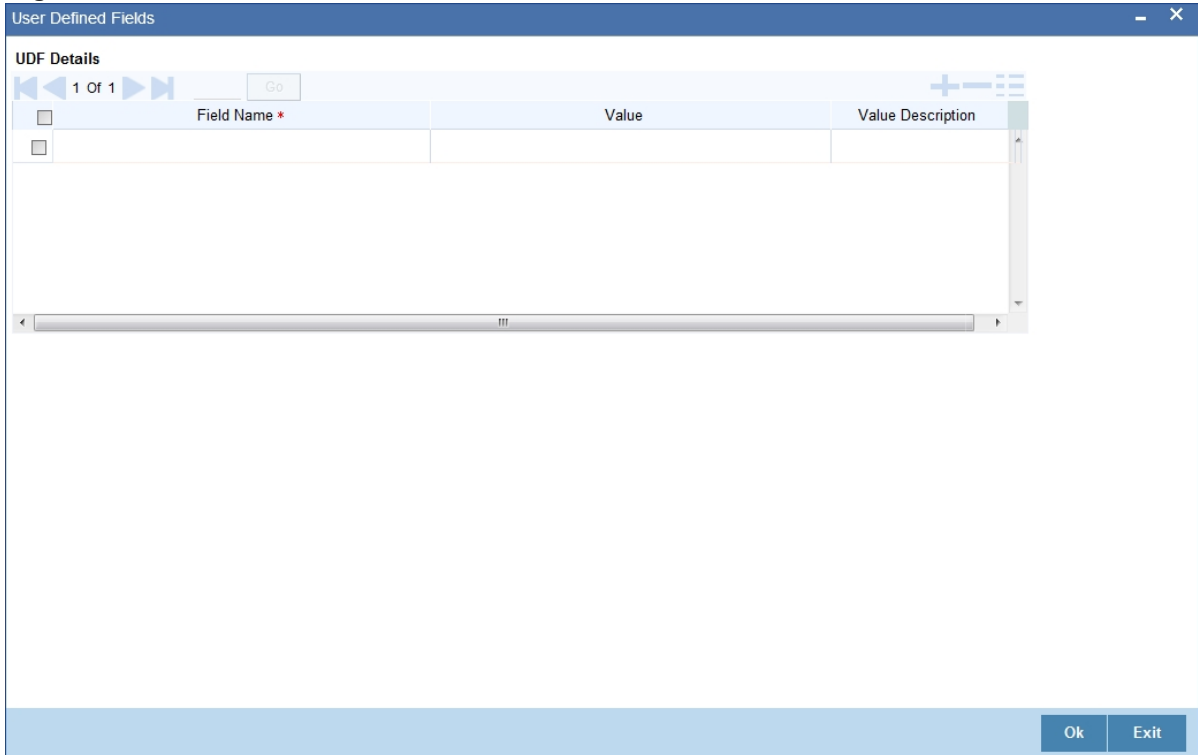 User Defined Fields
UDF Details
1 Of 1 Go
Field Name * Value Value Description
Ok Exit